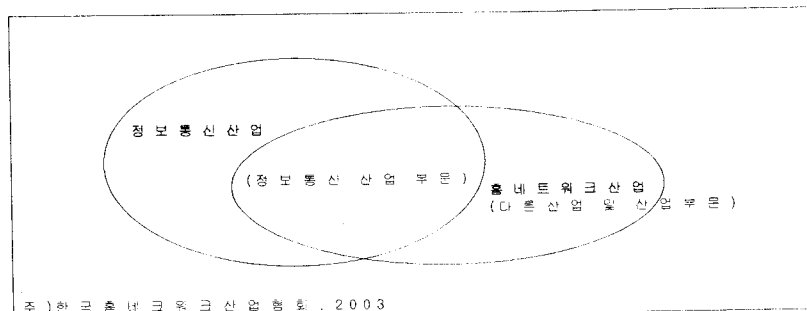 정보통신산업
(정보통신 산업 부문)
홈네트워크산업
(다른산업 및 산업부문)
주)한국홈네크워크산업협회, 2003